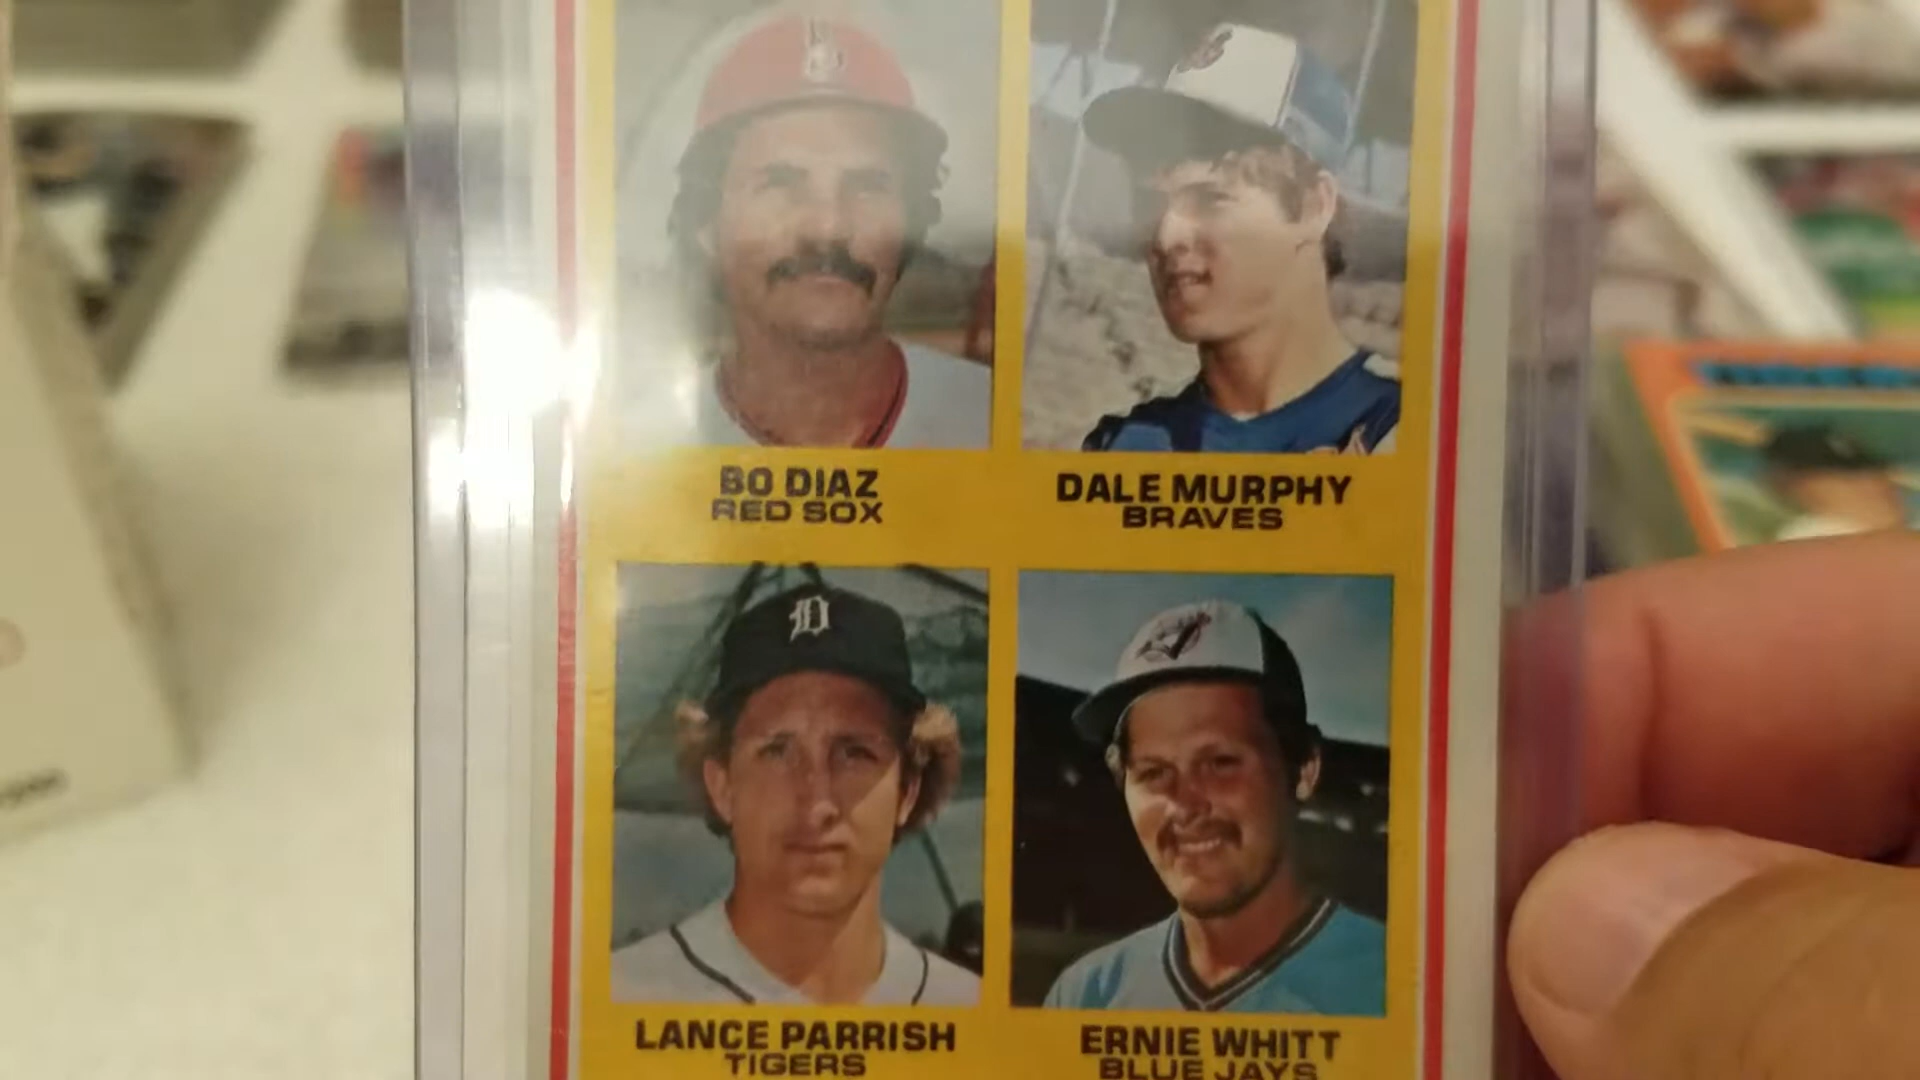 BO DIAZ
RED SOX
DALE MURPHY
BRAVES
D
LANCE PARRISH
TIGERS
ERNIE WHITT
BLUE JAYS